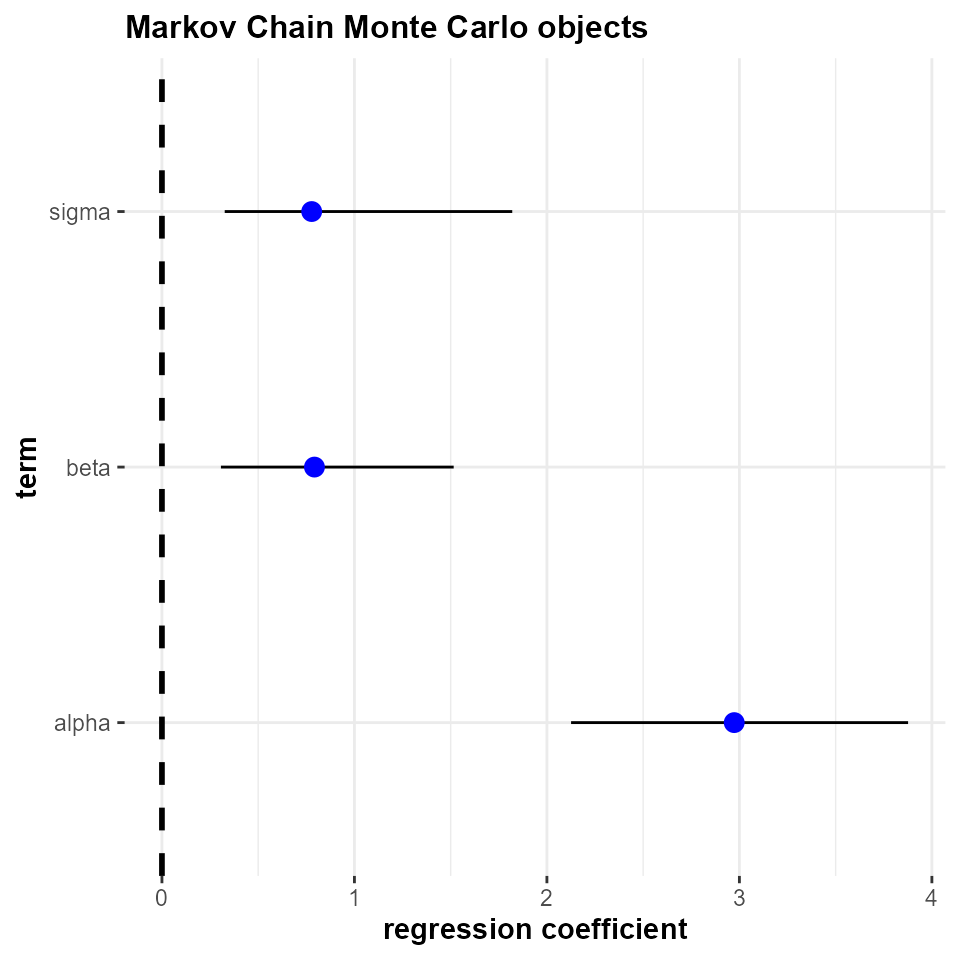 Markov Chain Monte Carlo objects
term
sigma
beta
alpha
0 1 2 3 4
regression coefficient